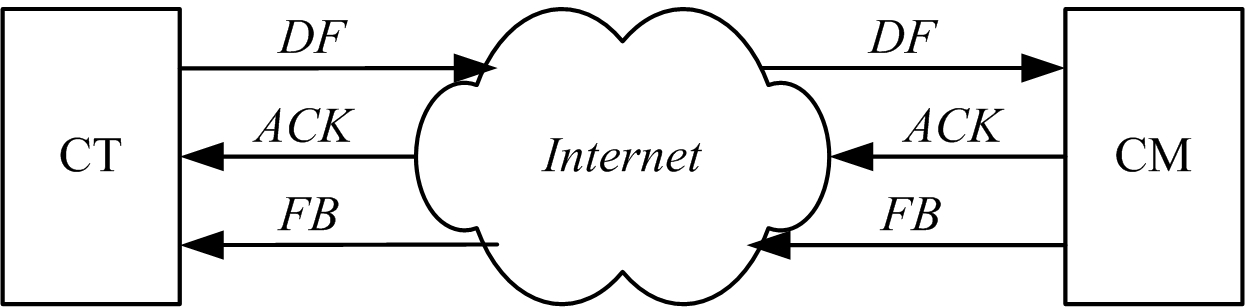 DF DF
CT ACK Internet ACK CM
FB FB